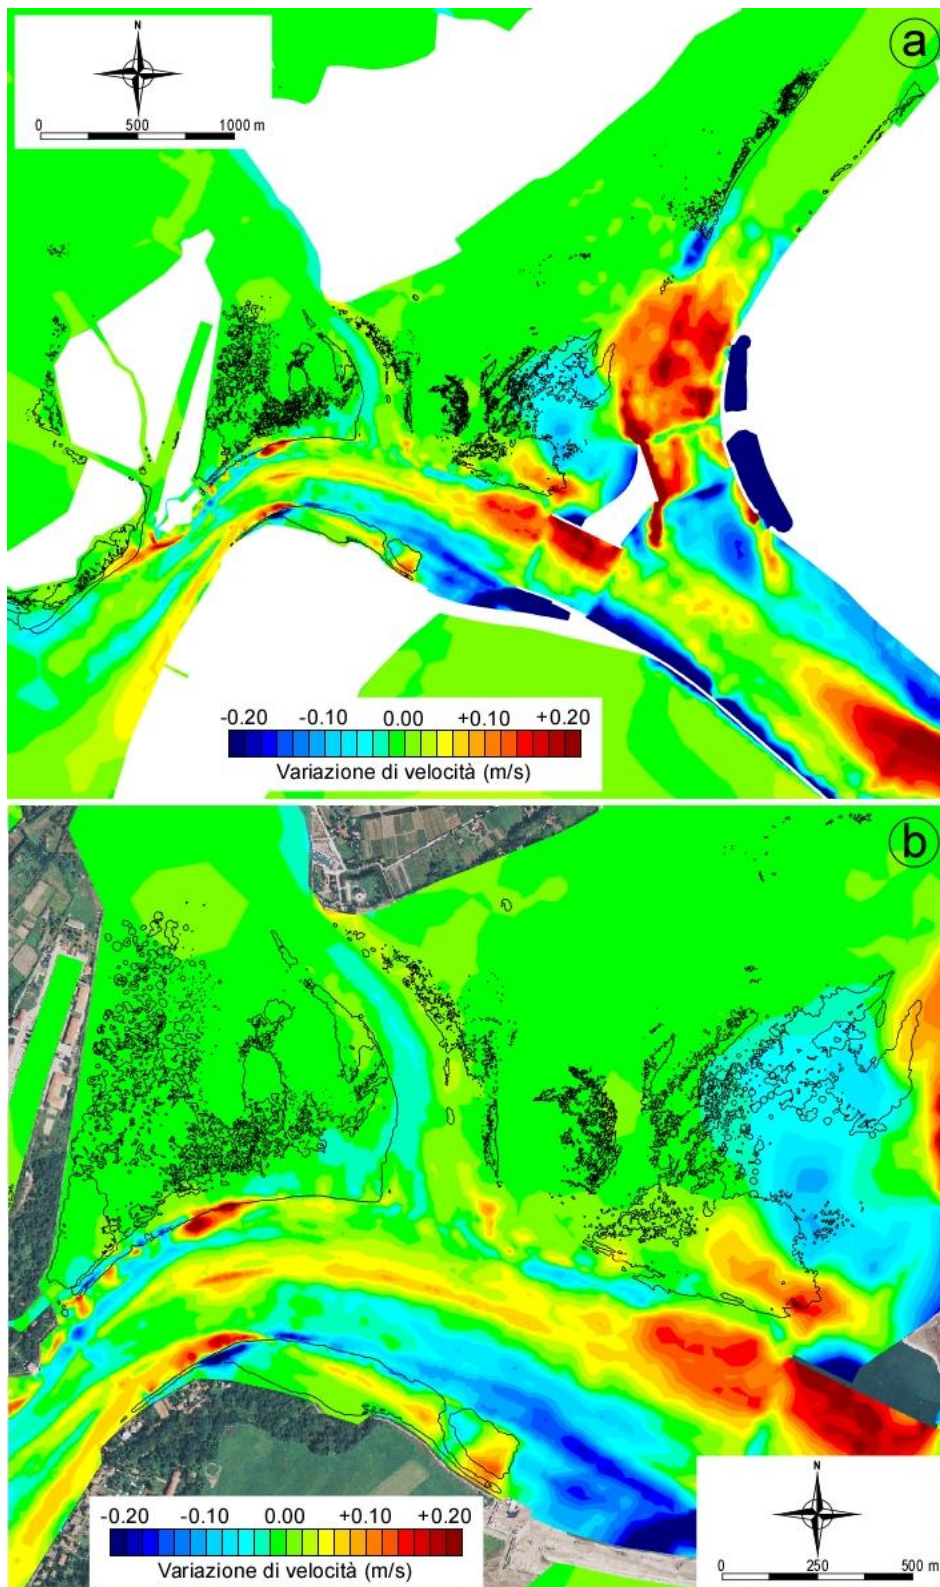 N
0 500 1000 m
a
-0.20 -0.10 0.00 +0.10 +0.20
Variazione di velocità (m/s)
b
-0.20 -0.10 0.00 +0.10 +0.20
Variazione di velocità (m/s)
N
0 250 500 m